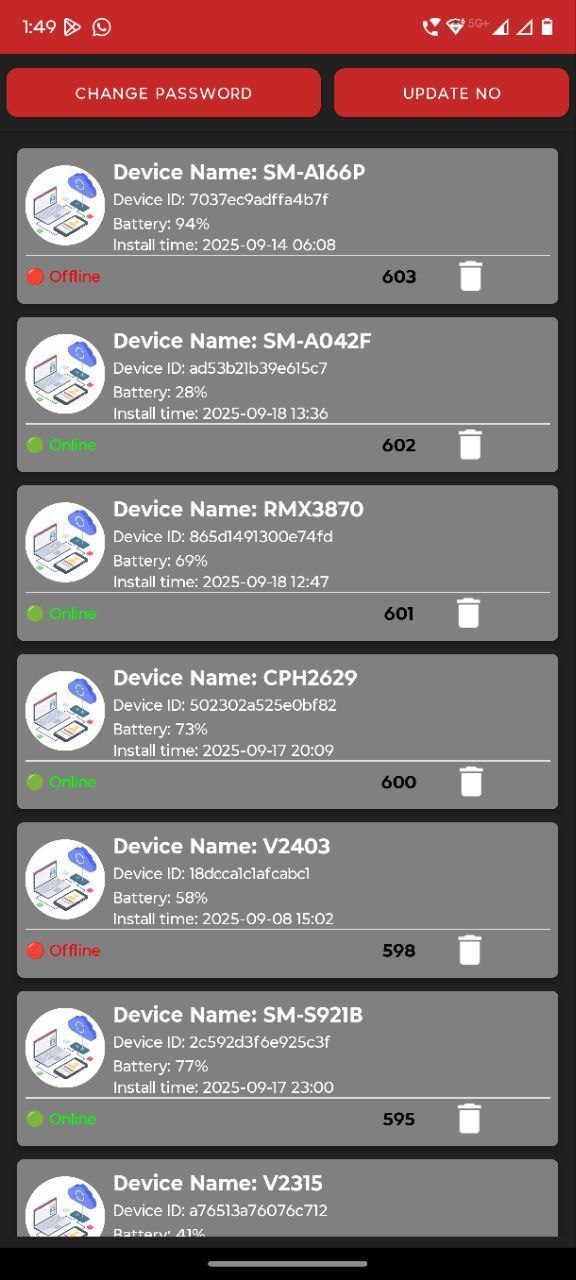 1:49
5G+
CHANGE PASSWORD
UPDATE NO
Device Name: SM-A166P
Device ID: 7037ec9adffa4b7f
Battery: 94%
Install time: 2025-09-14 06:08
Offline
603
Device Name: SM-A042F
Device ID: ad53b21b39e615c7
Battery: 28%
Install time: 2025-09-18 13:36
Online
602
Device Name: RMX3870
Device ID: 865d1491300e74fd
Battery: 69%
Install time: 2025-09-18 12:47
Online
601
Device Name: CPH2629
Device ID: 502302a525e0bf82
Battery: 73%
Install time: 2025-09-17 20:09
Online
600
Device Name: V2403
Device ID: 18dcca1c1afcabc1
Battery: 58%
Install time: 2025-09-08 15:02
Offline
598
Device Name: SM-S921B
Device ID: 2c592d3f6e925c3f
Battery: 77%
Install time: 2025-09-17 23:00
Online
595
Device Name: V2315
Device ID: a76513a76076c712
Battery: 41%